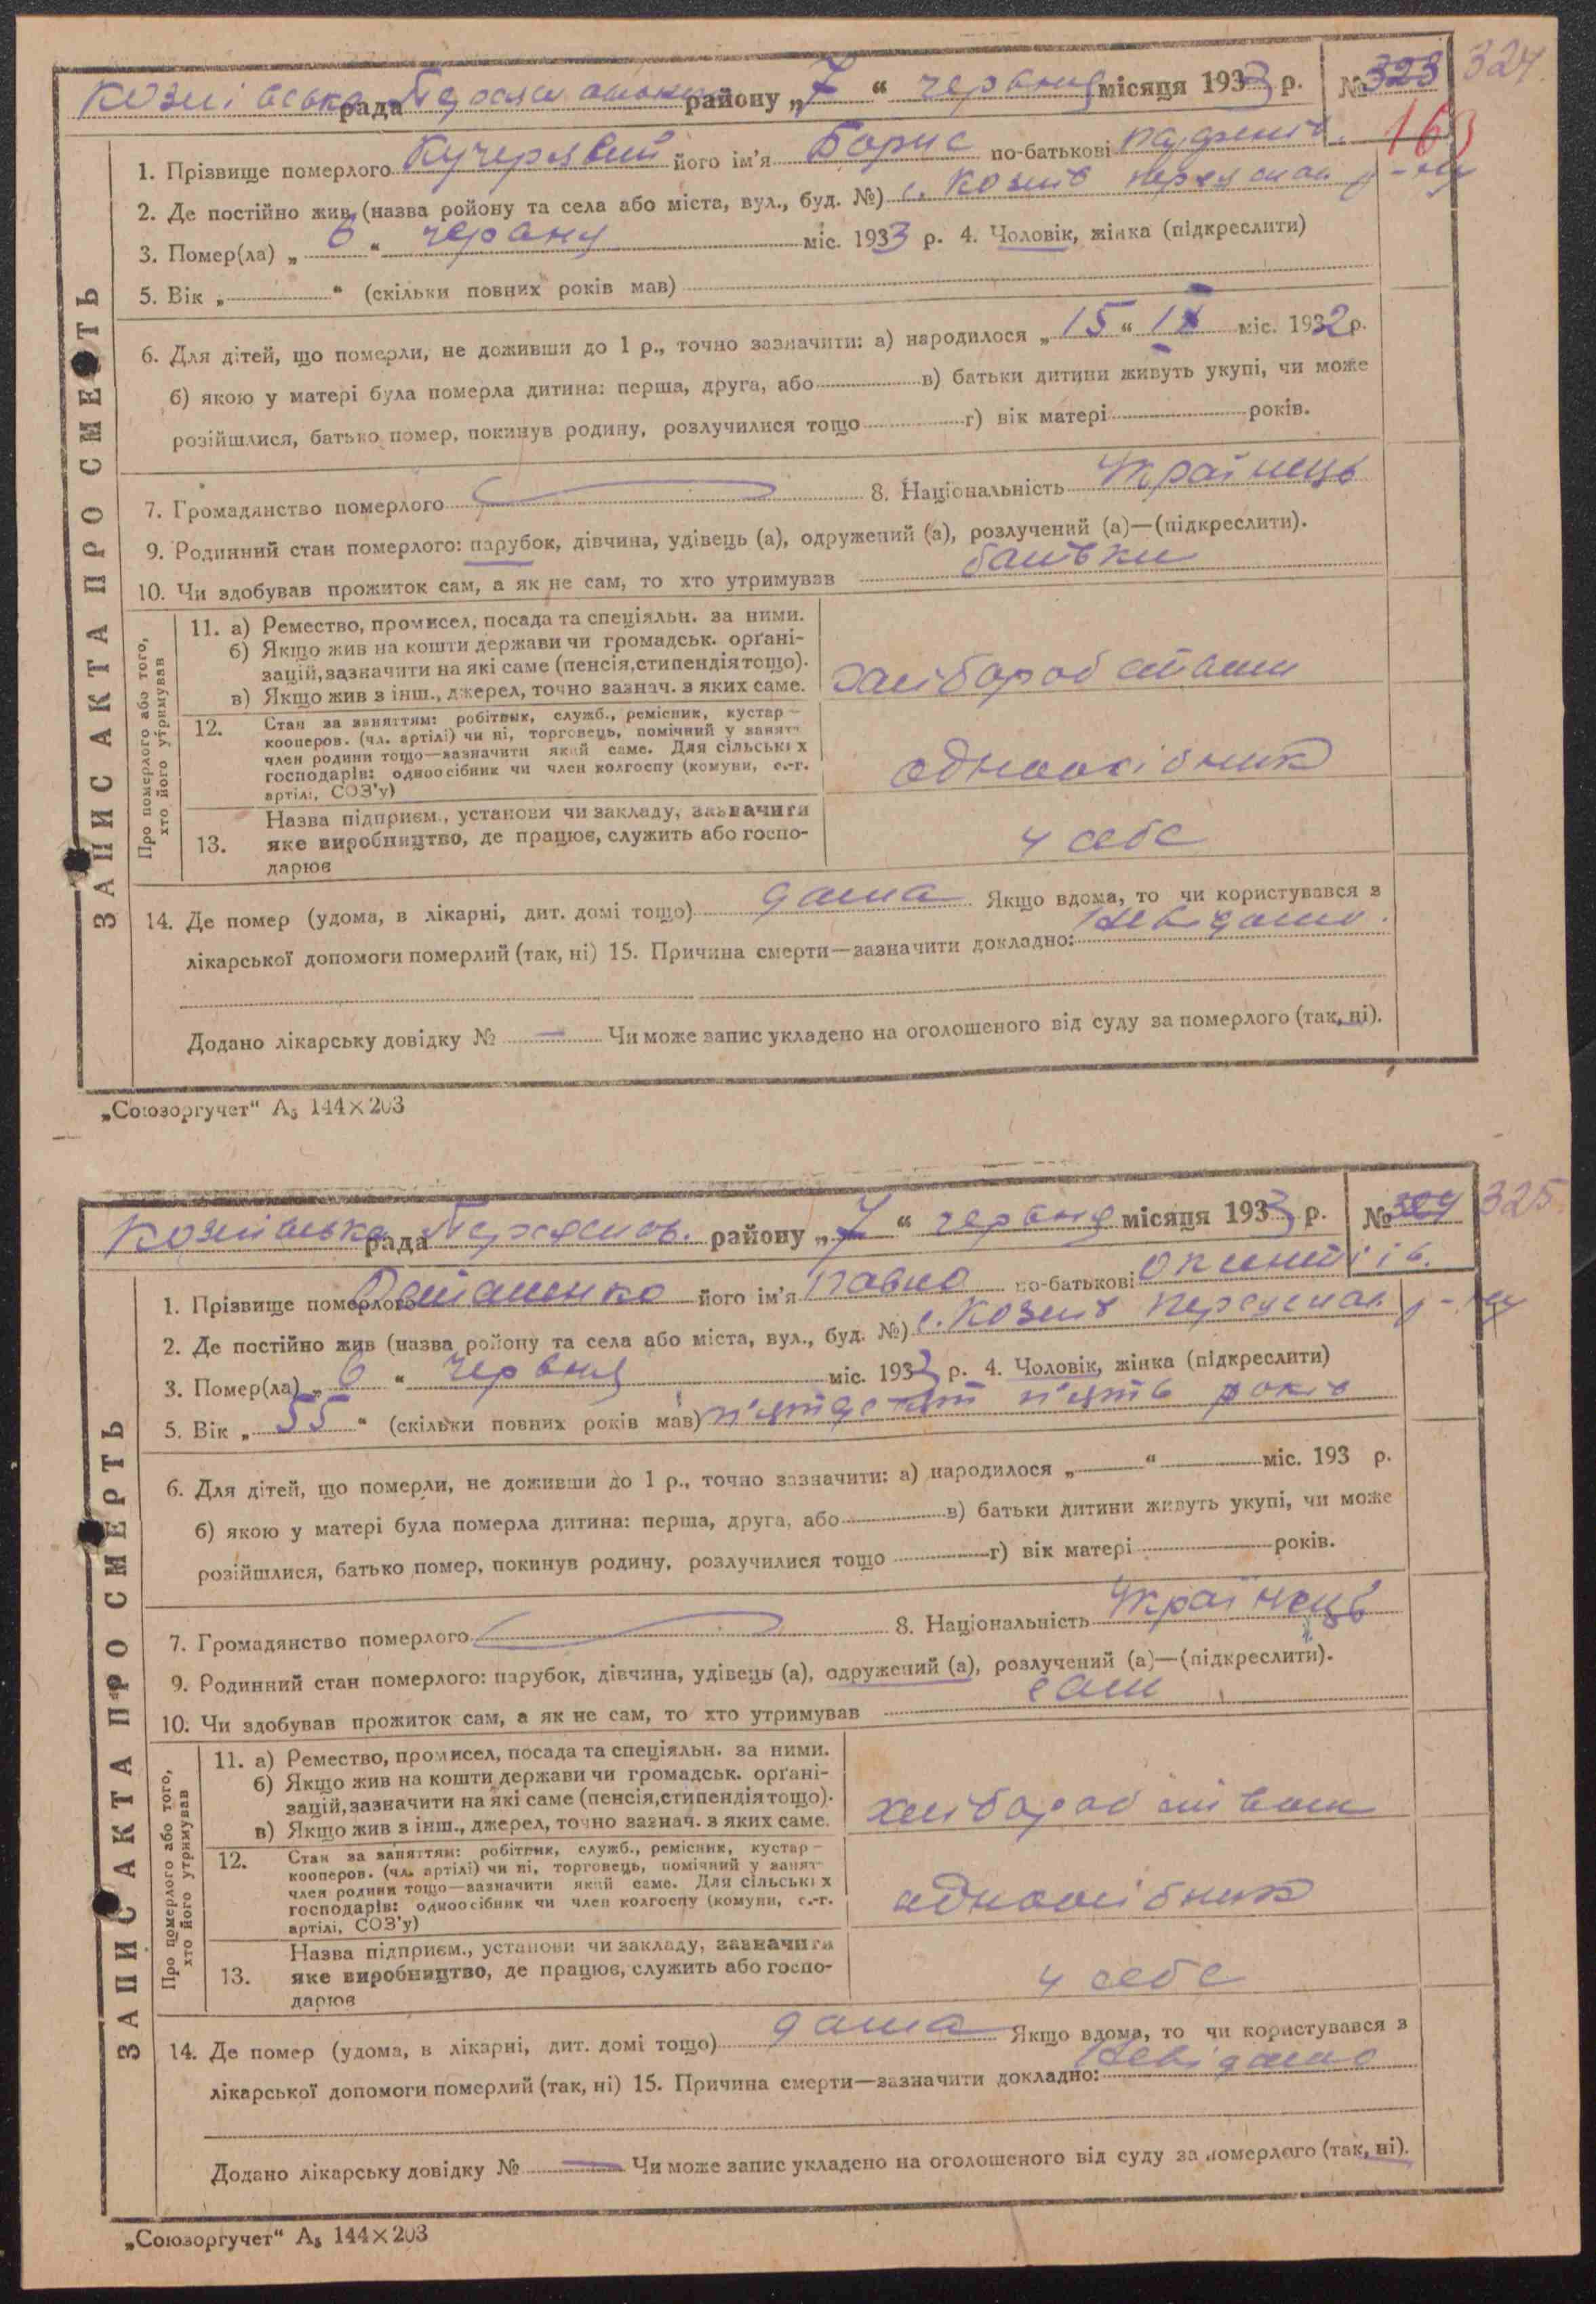 рада району „7“ червня місяця 1933 р. № 323 324
163
1. Прізвище померлого Кучерявий його ім’я Борис по-батькові
2. Де постійно жив (назва ройону та села або міста, вул., буд. №) с. Козлів Переяслав р-ну
3. Помер(ла) „6“ червня міс. 1933 р. 4. Чоловік, жінка (підкреслити)
5. Вік „ “ (скільки повних років мав)
6. Для дітей, що померли, не доживши до 1 р., точно зазначити: а) народилося „15“ міс. 1932 р.
б) якою у матері була померла дитина: перша, друга, або в) батьки дитини живуть укупі, чи може
розійшлися, батько помер, покинув родину, розлучилися тощо г) вік матері років.
7. Громадянство померлого 8. Національність Українець
9. Родинний стан померлого: парубок, дівчина, удівець (а), одружений (а), розлучений (а)—(підкреслити).
10. Чи здобував прожиток сам, а як не сам, то хто утримував батьки
ЗАПИС АКТА ПРО СМЕРТЬ
Про померлого або того,
хто його утримував
11. а) Ремество, промисел, посада та спеціяльн. за ними.
б) Якщо жив на кошти держави чи громадськ. орґані-
зацій, зазначити на які саме (пенсія, стипендія тощо).
в) Якщо жив з інш., джерел, точно зазнач. з яких саме.
12. Стан за заняттям: робітник, служб., ремісник, кустар—
кооперов. (чл. артілі) чи ні, торговець, помічний у занятт
член родини тощо—зазначити який саме. Для сільських
господарів: одноосібник чи член колгоспу (комуни, с.-г.
артілі, СОЗ’у)
одноосібник
13. Назва підприєм., установи чи закладу, зазначити
яке виробництво, де працює, служить або госпо-
дарює
у себе
14. Де помер (удома, в лікарні, дит. домі тощо) дома Якщо вдома, то чи користувався з
лікарської допомоги померлий (так, ні) 15. Причина смерти—зазначити докладно: Невідомо.
Додано лікарську довідку № — Чи може запис укладено на оголошеного від суду за померлого (так, ні).
„Союзоргучет“ А₅ 144×203
рада Переяслов. району „7“ червня місяця 1933 р. № 324 325
1. Прізвище померлого його ім’я Павло по-батькові
2. Де постійно жив (назва ройону та села або міста, вул., буд. №) с. Козлів Переяслав р-ну
3. Помер(ла) „6“ червня міс. 1933 р. 4. Чоловік, жінка (підкреслити)
5. Вік „55“ (скільки повних років мав) п’ятдесят п’ять років
6. Для дітей, що померли, не доживши до 1 р., точно зазначити: а) народилося „ “ міс. 193 р.
б) якою у матері була померла дитина: перша, друга, або в) батьки дитини живуть укупі, чи може
розійшлися, батько помер, покинув родину, розлучилися тощо г) вік матері років.
7. Громадянство померлого 8. Національність Українець
9. Родинний стан померлого: парубок, дівчина, удівець (а), одружений (а), розлучений (а)—(підкреслити).
10. Чи здобував прожиток сам, а як не сам, то хто утримував сам
ЗАПИС АКТА ПРО СМЕРТЬ
Про померлого або того,
хто його утримував
11. а) Ремество, промисел, посада та спеціяльн. за ними.
б) Якщо жив на кошти держави чи громадськ. орґані-
зацій, зазначити на які саме (пенсія, стипендія тощо).
в) Якщо жив з інш., джерел, точно зазнач. з яких саме.
12. Стан за заняттям: робітник, служб., ремісник, кустар—
кооперов. (чл. артілі) чи ні, торговець, помічний у занят-
член родини тощо—зазначити який саме. Для сільських
господарів: одноосібник чи член колгоспу (комуни, с.-г.
артілі, СОЗ’у)
одноосібник
13. Назва підприєм., установи чи закладу, зазначити
яке виробництво, де працює, служить або госпо-
дарює
у себе
14. Де помер (удома, в лікарні, дит. домі тощо) дома Якщо вдома, то чи користувався з
лікарської допомоги померлий (так, ні) 15. Причина смерти—зазначити докладно: Невідомо
Додано лікарську довідку № — Чи може запис укладено на оголошеного від суду за померлого (так, ні).
„Союзоргучет“ А₅ 144×203